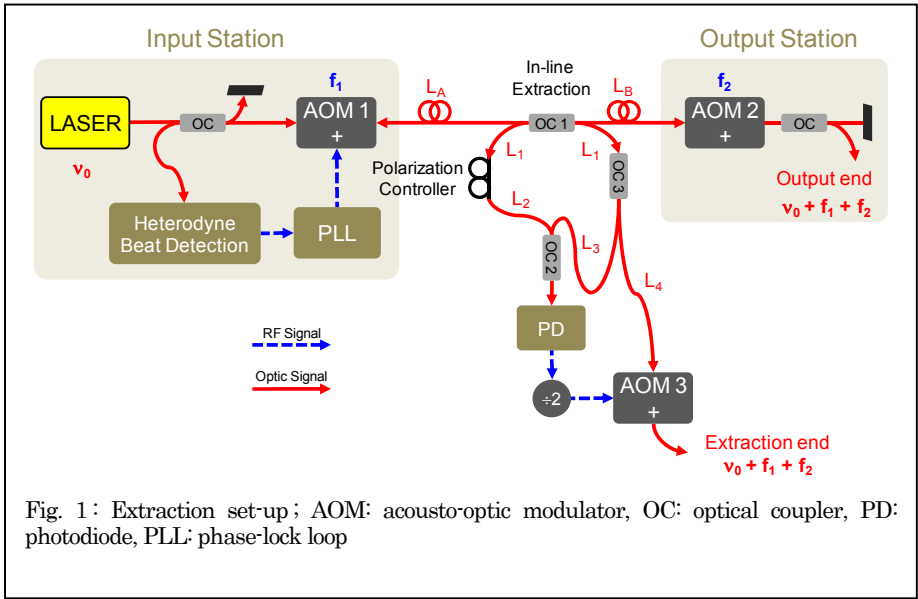 Input Station
Output Station
LASER
ν0
OC
f1
AOM 1
+
Heterodyne
Beat Detection
PLL
LA
In-line
Extraction
OC 1
LB
L1
L1
Polarization
Controller
L2
OC 3
OC 2
L3
L4
PD
÷2
AOM 3
+
Extraction end
ν0 + f1 + f2
f2
AOM 2
+
OC
Output end
ν0 + f1 + f2
RF Signal
Optic Signal
Fig. 1 : Extraction set-up ; AOM: acousto-optic modulator, OC: optical coupler, PD:
photodiode, PLL: phase-lock loop